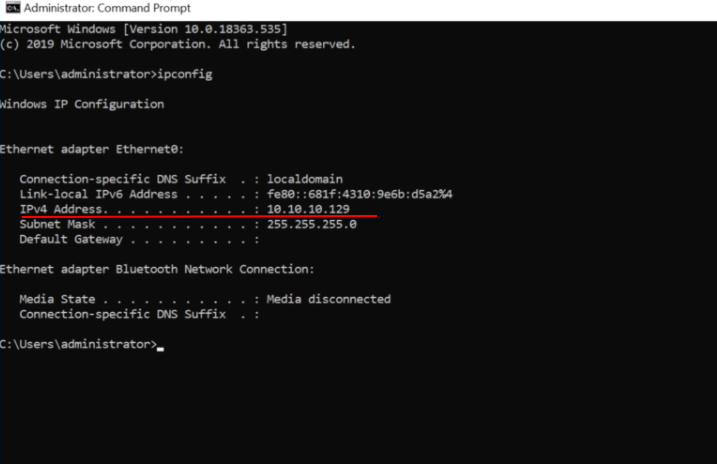 Administrator: Command Prompt
Microsoft Windows [Version 10.0.18363.535]
(c) 2019 Microsoft Corporation. All rights reserved.
C:\Users\administrator>ipconfig
Windows IP Configuration
Ethernet adapter Ethernet0:
Connection-specific DNS Suffix  . : localdomain
Link-local IPv6 Address . . . . . : fe80::681f:4310:9e6b:d5a2%4
IPv4 Address. . . . . . . . . . . : 10.10.10.129
Subnet Mask . . . . . . . . . . . : 255.255.255.0
Default Gateway . . . . . . . . . :
Ethernet adapter Bluetooth Network Connection:
Media State . . . . . . . . . . . : Media disconnected
Connection-specific DNS Suffix  . :
C:\Users\administrator>